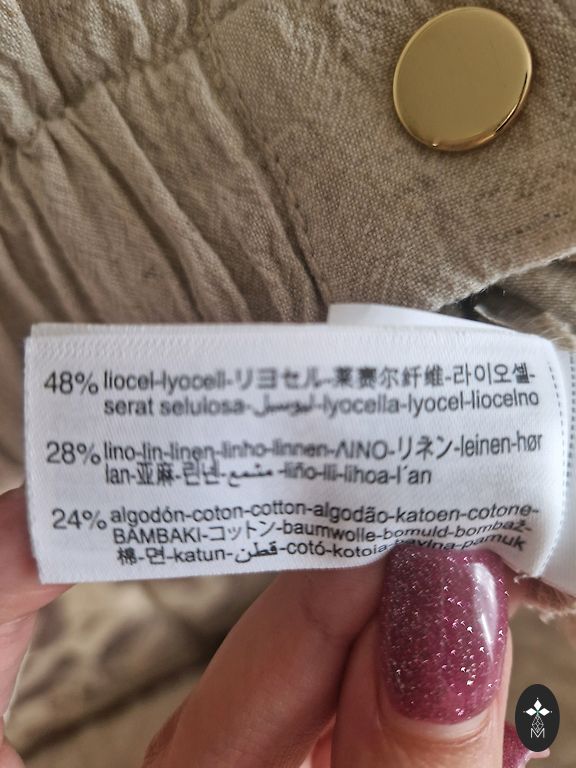 48% liocel-lyocell-リヨセル-莱赛尔纤维-라이오셀-
serat selulosa-ليوسيل-lyocella-lyocel-liocelno
28% lino-lin-linen-linho-linnen-ΛΙΝΟ-リネン-leinen-hør
lan-亚麻-린넨-liño-lli-lihoa-l´an
24% algodón-coton-cotton-algodão-katoen-cotone-
BAMBAKI-コットン-baumwolle-bomuld-bombaž-
棉-면-katun-قطن-cotó-kotoia-pamuk